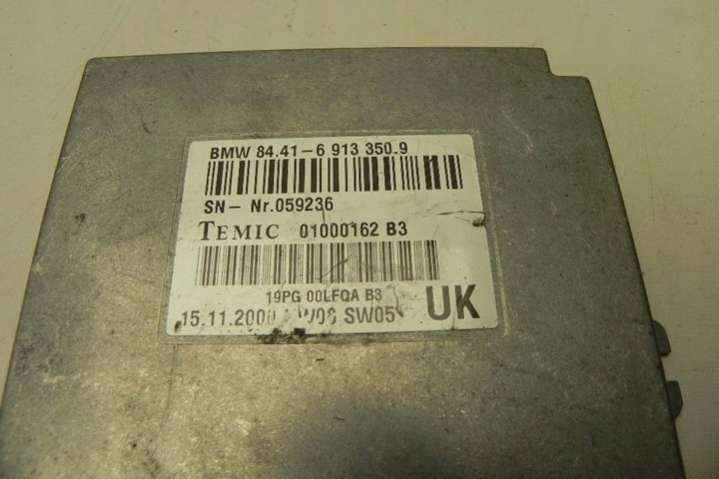 BMW 84.41-6 913 350.9
SN- Nr.059236
TEMIC 01000162 B3
19PG 00LFQA B3
15.11.2000 SW05
UK